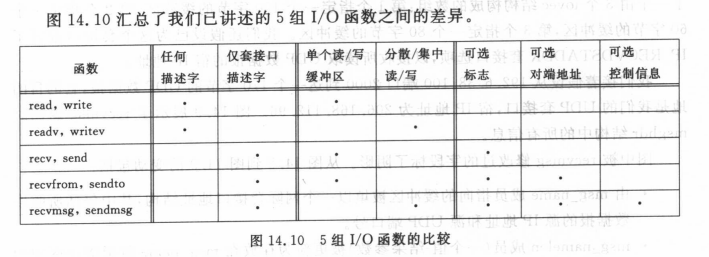 图 14.10 汇总了我们已讲述的 5 组 I/O 函数之间的差异。
函数 任何描述字 仅套接口描述字 单个读/写缓冲区 分散/集中读/写 可选标志 可选对端地址 可选控制信息
read, write • •
readv, writev • •
recv, send • • •
recvfrom, sendto • • • •
recvmsg, sendmsg • • • • •
图 14.10 5 组 I/O 函数的比较